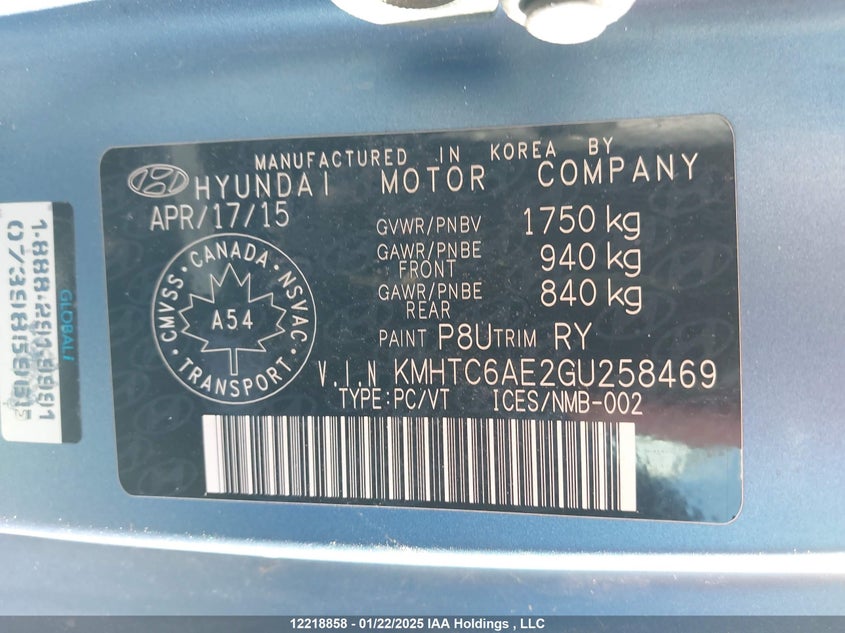 MANUFACTURED IN KOREA BY
HYUNDAI MOTOR COMPANY
APR/17/15
GVWR/PNBV 1750 kg
GAWR/PNBE FRONT 940 kg
GAWR/PNBE REAR 840 kg
CMVSS · CANADA · NSVAC
A54
TRANSPORT
PAINT P8U TRIM RY
V.I.N KMHTC6AE2GU258469
TYPE:PC/VT ICES/NMB-002
GLOBALI
12218858 - 01/22/2025 IAA Holdings , LLC